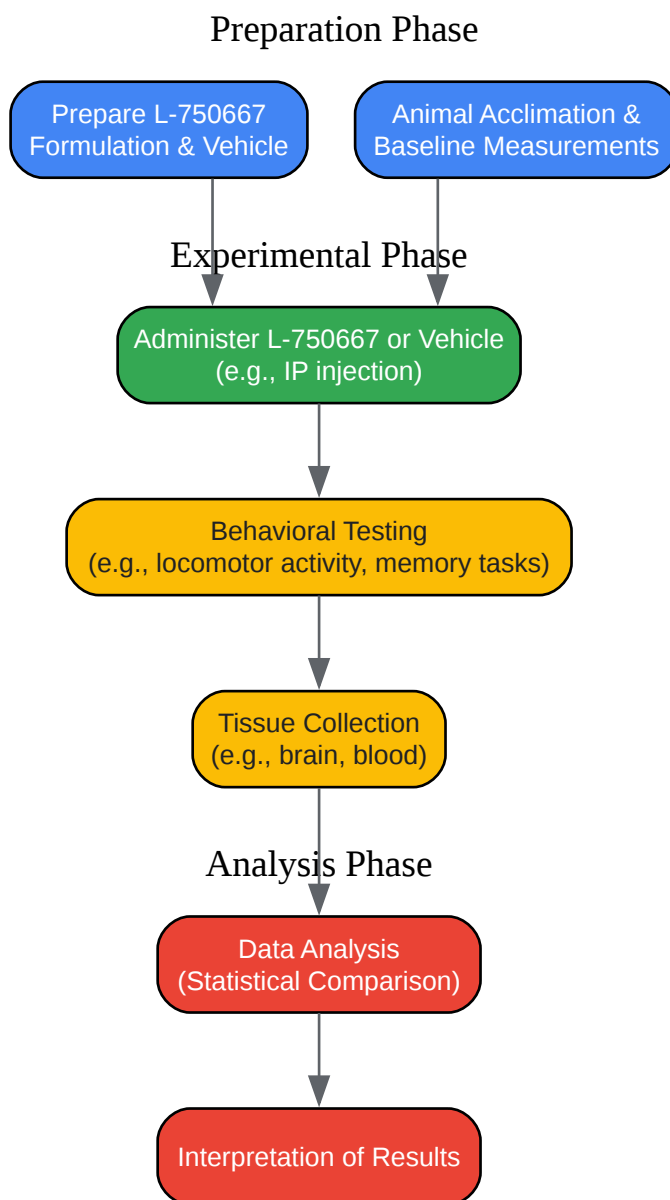 Preparation Phase
Prepare L-750667
Formulation & Vehicle
Animal Acclimation &
Baseline Measurements
Experimental Phase
Administer L-750667 or Vehicle
(e.g., IP injection)
Behavioral Testing
(e.g., locomotor activity, memory tasks)
Tissue Collection
(e.g., brain, blood)
Analysis Phase
Data Analysis
(Statistical Comparison)
Interpretation of Results